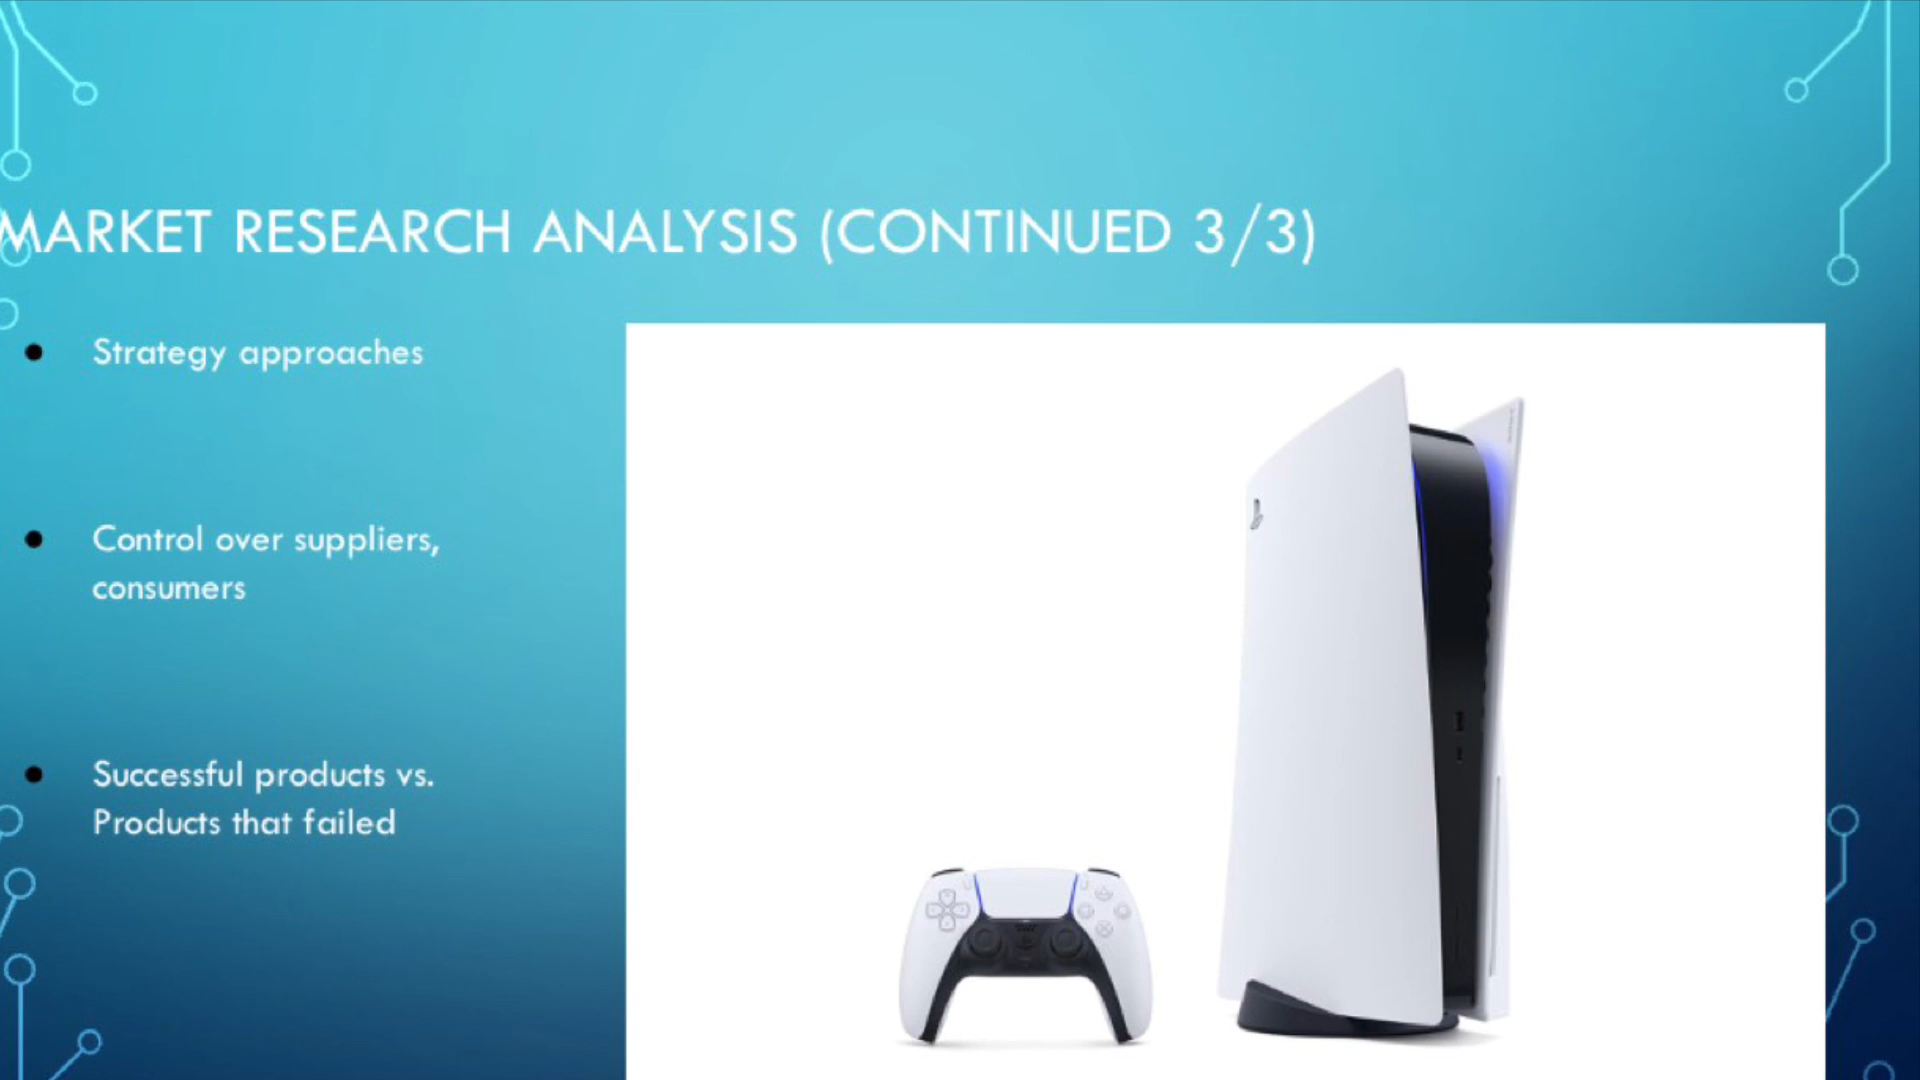 MARKET RESEARCH ANALYSIS (CONTINUED 3/3)
Strategy approaches
Control over suppliers,
consumers
Successful products vs.
Products that failed